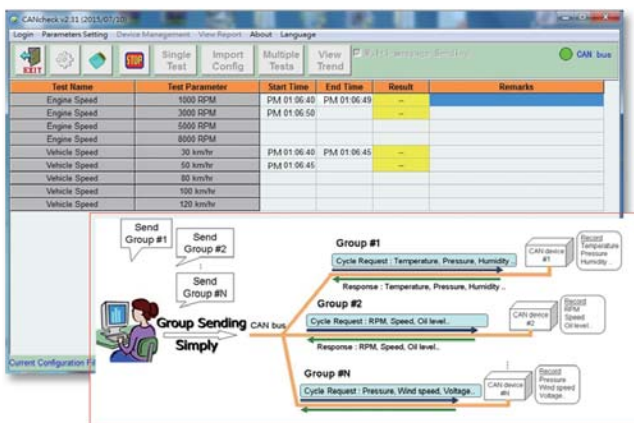 CANcheck v2.31 (2015/07/10)
Login Parameters Setting Device Management View Report About Language
EXIT STOP Single Test Import Config Multiple Tests View Trend Multi-message Sending CAN bus
Test Name Test Parameter Start Time End Time Result Remarks
Engine Speed 1000 RPM PM 01:06:40 PM 01:06:49 --
Engine Speed 3000 RPM PM 01:06:50 --
Engine Speed 5000 RPM
Engine Speed 8000 RPM
Vehicle Speed 30 km/hr PM 01:06:40 PM 01:06:45 --
Vehicle Speed 50 km/hr PM 01:06:45 --
Vehicle Speed 80 km/hr
Vehicle Speed 100 km/hr
Vehicle Speed 120 km/hr
Current Configuration
Send
Group #1
Send
Group #2
Send
Group #N
Group Sending
Simply
CAN bus
Group #1
Cycle Request : Temperature, Pressure, Humidity ..
Response : Temperature, Pressure, Humidity ..
CAN device
#1
Record
Temperature
Pressure
Humidity ..
Group #2
Cycle Request : RPM, Speed, Oil level..
Response : RPM, Speed, Oil level..
CAN device
#2
Record
RPM
Speed
Oil level..
Group #N
Cycle Request : Pressure, Wind speed, Voltage..
CAN device
#N
Record
Pressure
Wind speed
Voltage..